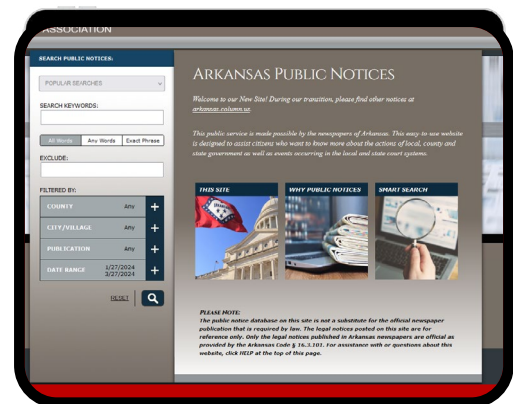 ASSOCIATION
SEARCH PUBLIC NOTICES:
POPULAR SEARCHES
SEARCH KEYWORDS:
All Words Any Words Exact Phrase
EXCLUDE:
FILTERED BY:
COUNTY Any +
CITY/VILLAGE Any +
PUBLICATION Any +
DATE RANGE 1/27/2024 +
2/27/2024
RESET
ARKANSAS PUBLIC NOTICES
Welcome to our New Site! During our transition, please find other notices at
arkansas.column.us.
This public service is made possible by the newspapers of Arkansas. This easy-to-use website
is designed to assist citizens who want to know more about the actions of local, county and
state government as well as events occurring in the local and state court systems.
THIS SITE
WHY PUBLIC NOTICES
SMART SEARCH
PLEASE NOTE:
The public notice database on this site is not a substitute for the official newspaper
publication that is required by law. The legal notices posted on this site are for
reference only. Only the legal notices published in Arkansas newspapers are official as
provided by the Arkansas Code § 16.3.101. For assistance with or questions about this
website, click HELP at the top of this page.